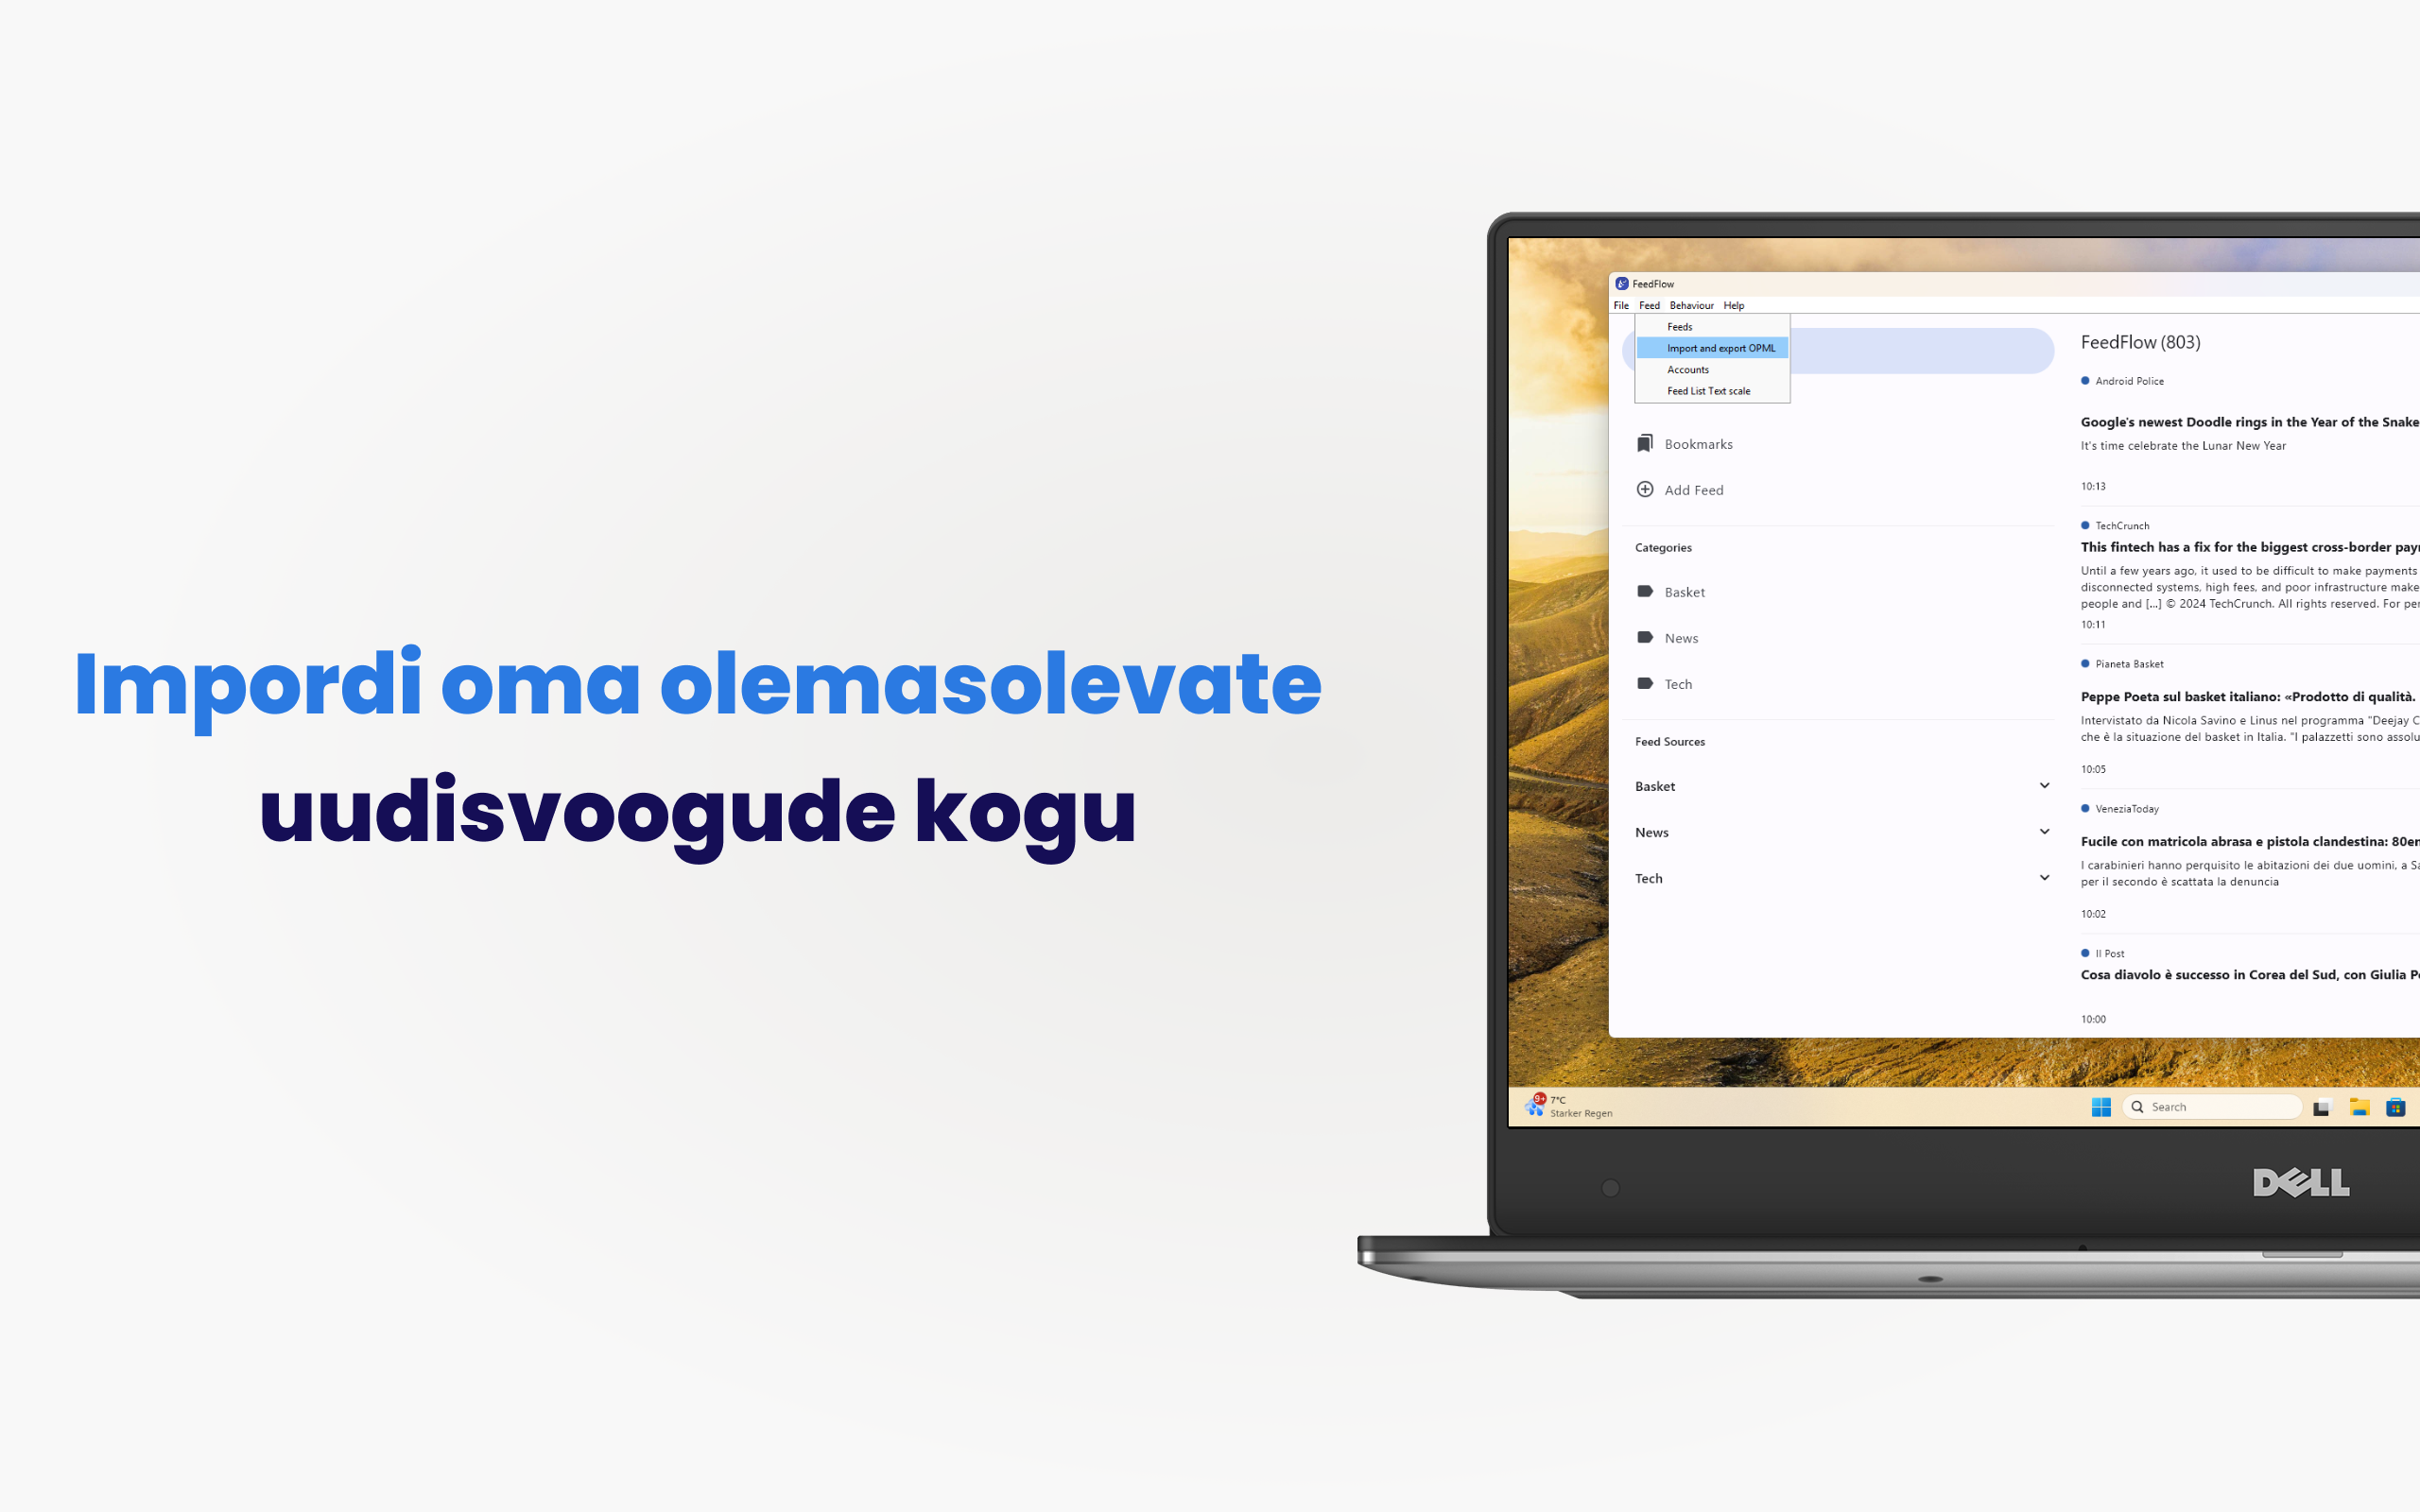 Impordi oma olemasolevate
uudisvoogude kogu
FeedFlow
File Feed Behaviour Help
Feeds
Import and export OPML
Accounts
Feed List Text scale
Bookmarks
Add Feed
Categories
Basket
News
Tech
Feed Sources
Basket
News
Tech
FeedFlow (803)
Android Police
Google's newest Doodle rings in the Year of the Snake
It's time celebrate the Lunar New Year
10:13
TechCrunch
This fintech has a fix for the biggest cross-border
Until a few years ago, it used to be difficult to make payments
disconnected systems, high fees, and poor infrastructure make
people and [...] © 2024 TechCrunch. All rights reserved. For
10:11
Pianeta Basket
Peppe Poeta sul basket italiano: «Prodotto di qualità.
Intervistato da Nicola Savino e Linus nel programma "Deejay
che è la situazione del basket in Italia. "I palazzetti sono
10:05
VeneziaToday
Fucile con matricola abrasa e pistola clandestina:
I carabinieri hanno perquisito le abitazioni dei due uomini, a
per il secondo è scattata la denuncia
10:02
Il Post
Cosa diavolo è successo in Corea del Sud, con Giulia
10:00
9+
7°C
Starker Regen
Search
DELL